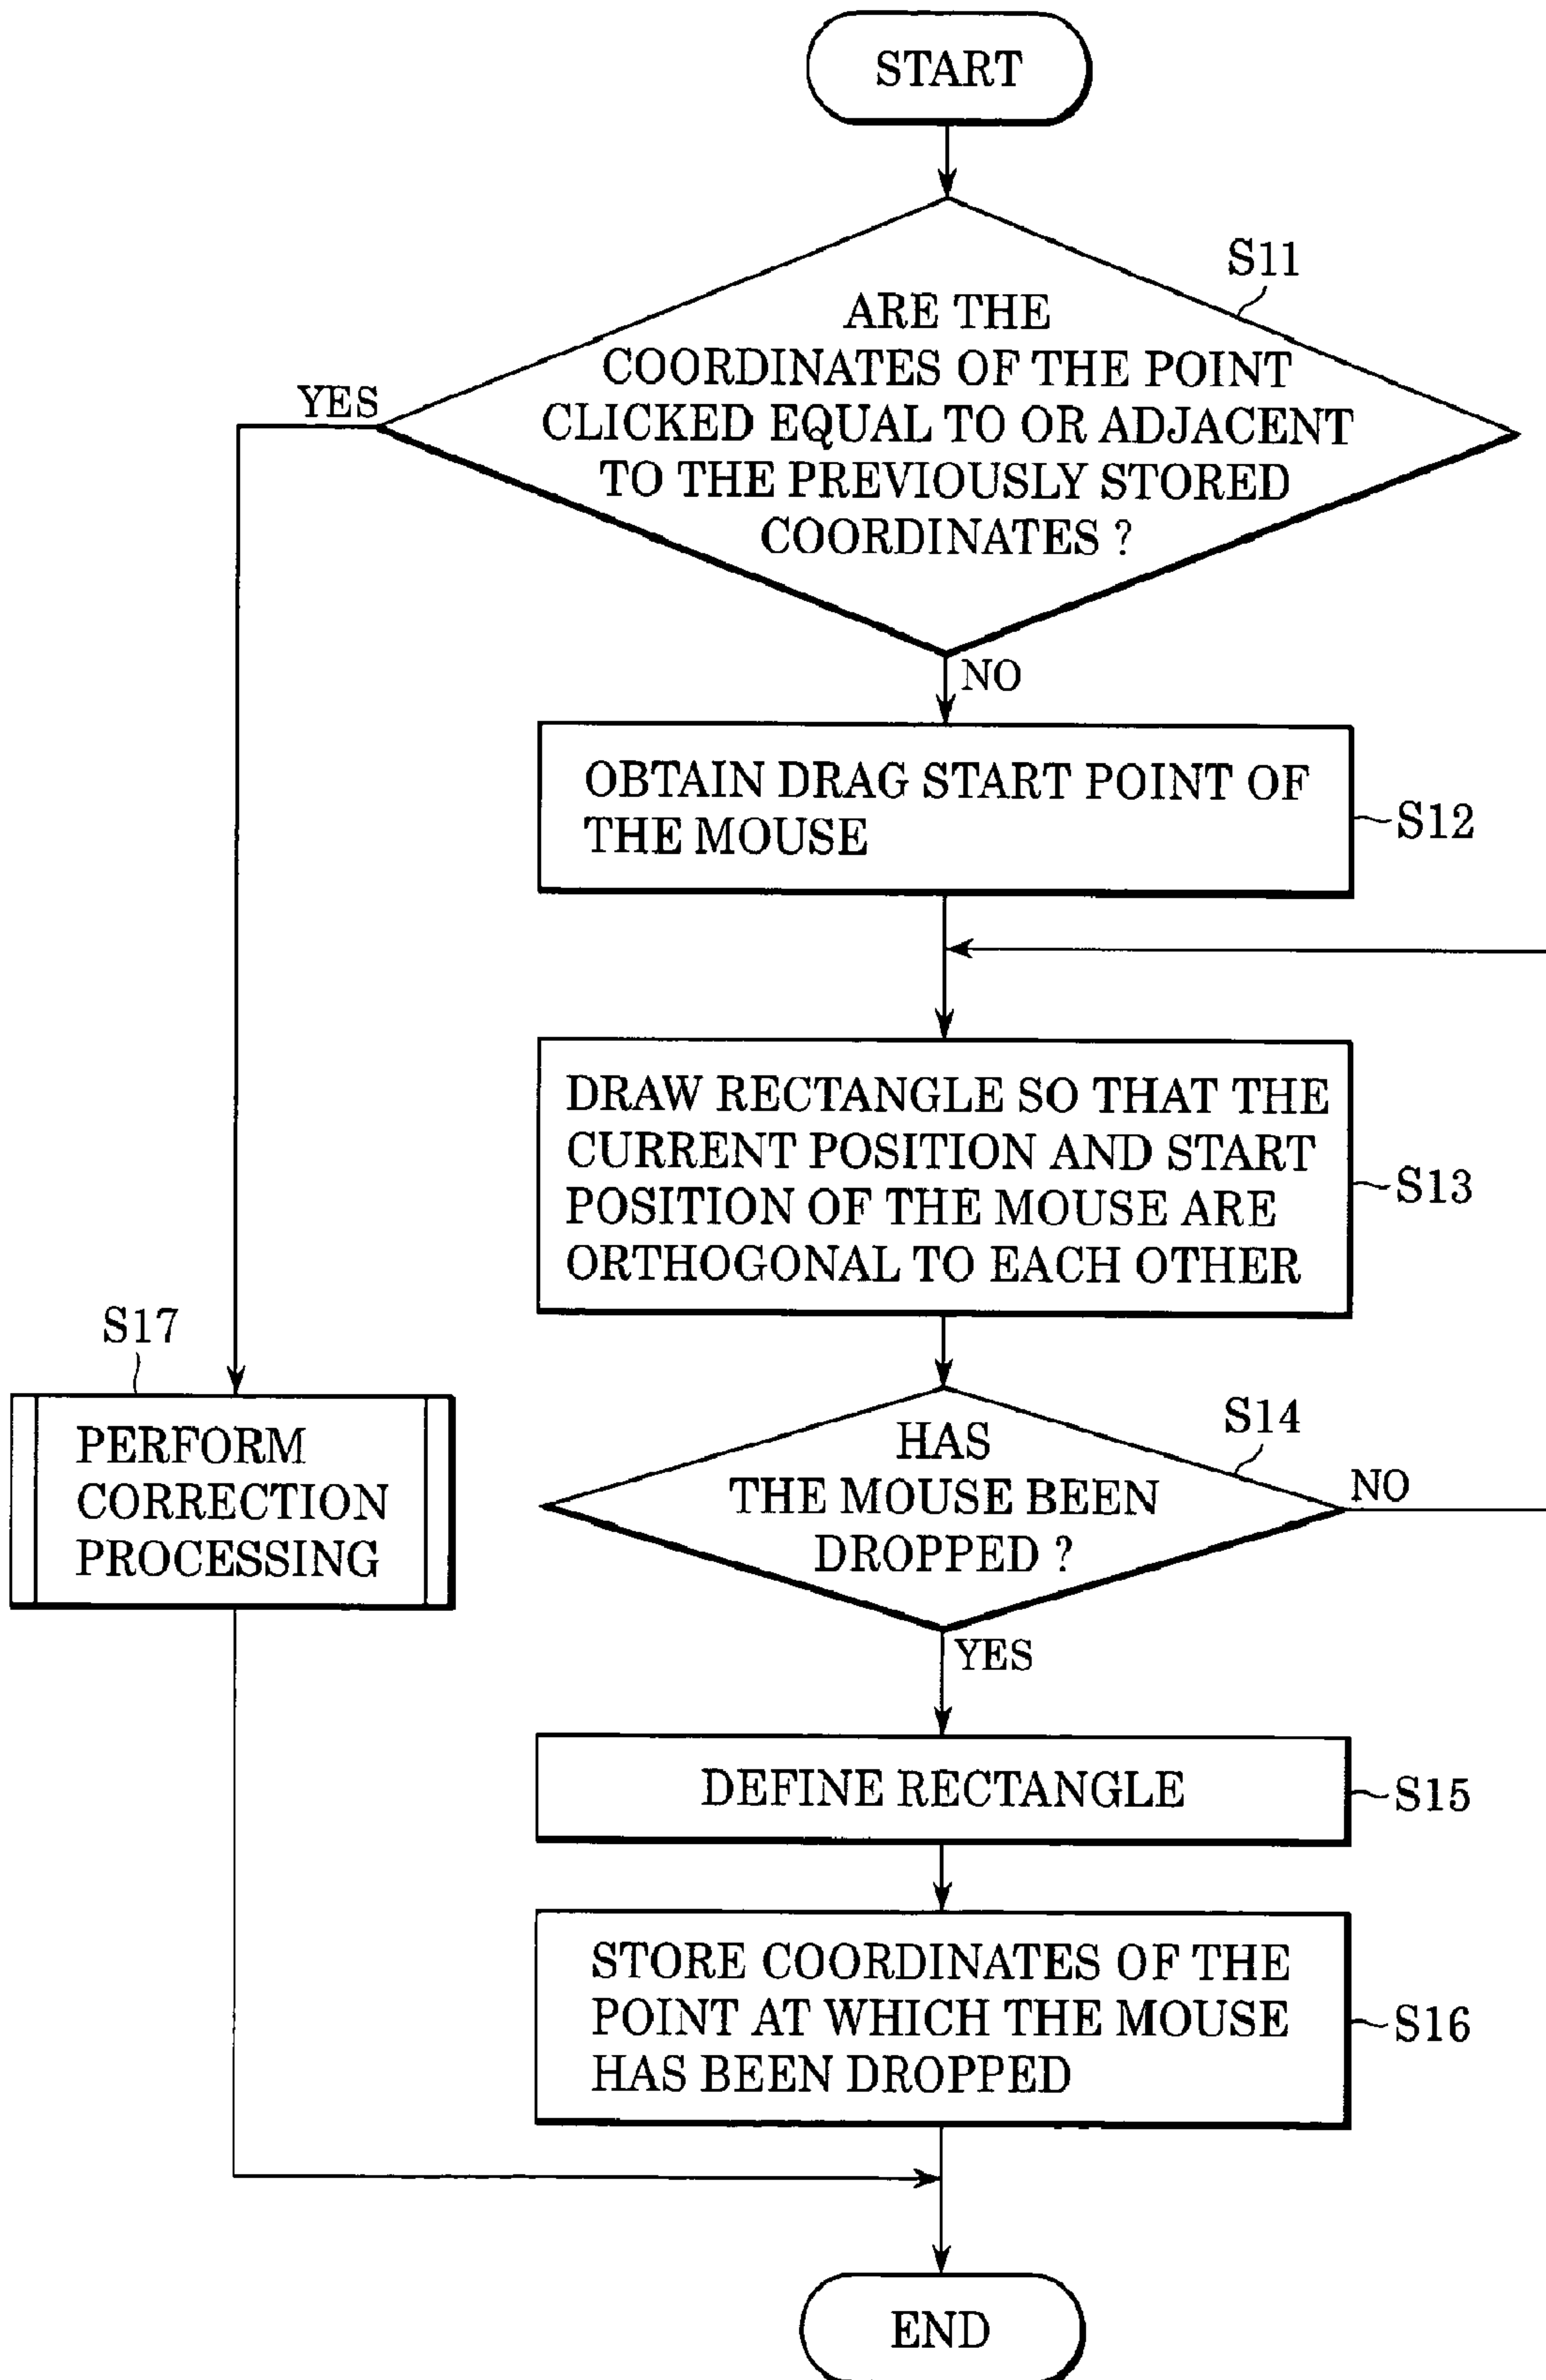 START
S11
ARE THE
COORDINATES OF THE POINT
CLICKED EQUAL TO OR ADJACENT
TO THE PREVIOUSLY STORED
COORDINATES ?
YES
NO
OBTAIN DRAG START POINT OF
THE MOUSE
S12
DRAW RECTANGLE SO THAT THE
CURRENT POSITION AND START
POSITION OF THE MOUSE ARE
ORTHOGONAL TO EACH OTHER
S13
S17
PERFORM
CORRECTION
PROCESSING
S14
HAS
THE MOUSE BEEN
DROPPED ?
NO
YES
DEFINE RECTANGLE
S15
STORE COORDINATES OF THE
POINT AT WHICH THE MOUSE
HAS BEEN DROPPED
S16
END